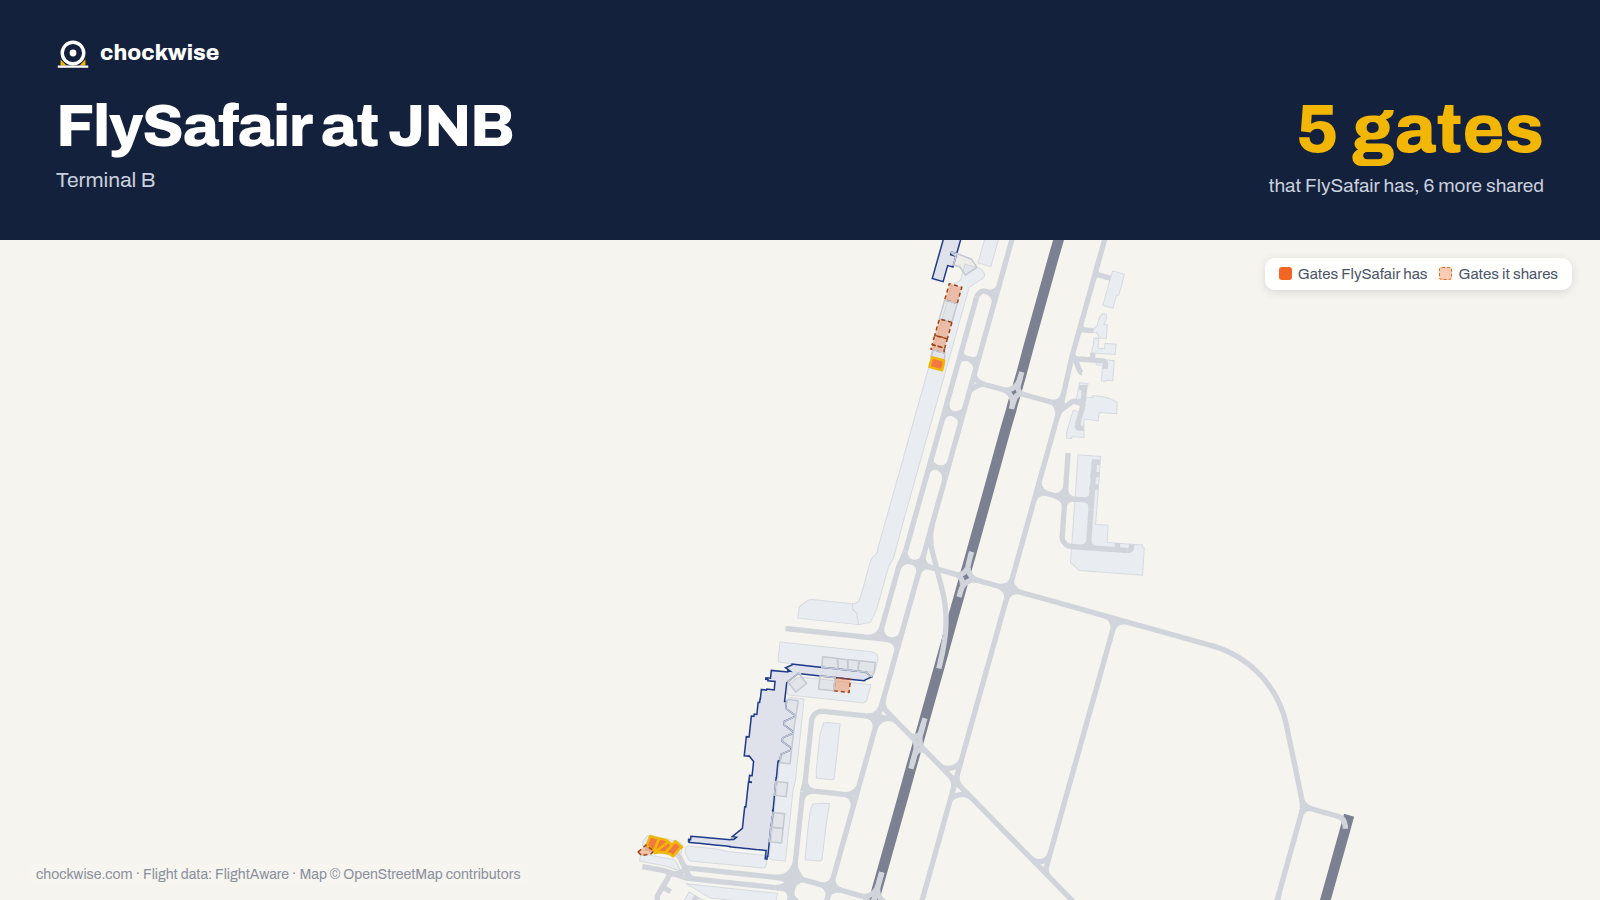 chockwise
FlySafair at JNB
Terminal B
5 gates
that FlySafair has, 6 more shared
Gates FlySafair has
Gates it shares
chockwise.com · Flight data: FlightAware · Map © OpenStreetMap contributors